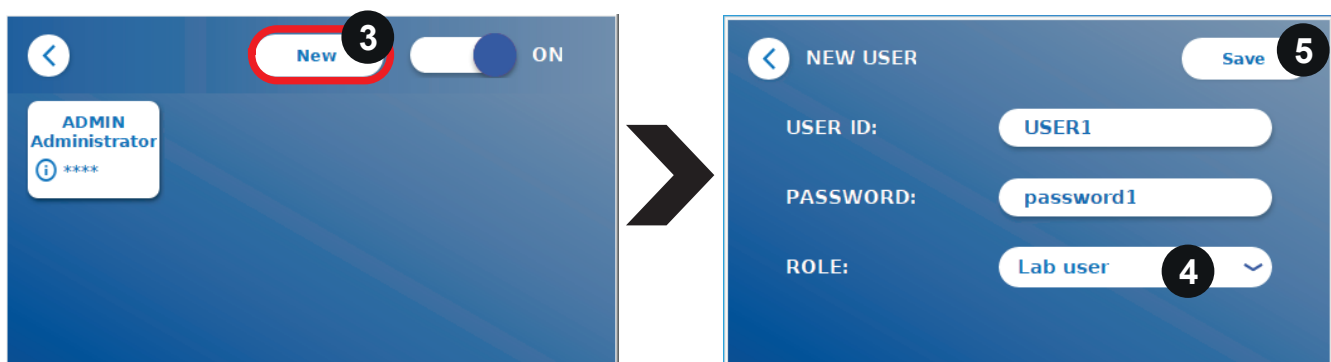 New 3 ON
ADMIN
Administrator
i ****
NEW USER Save 5
USER ID: USER1
PASSWORD: password1
ROLE: Lab user 4